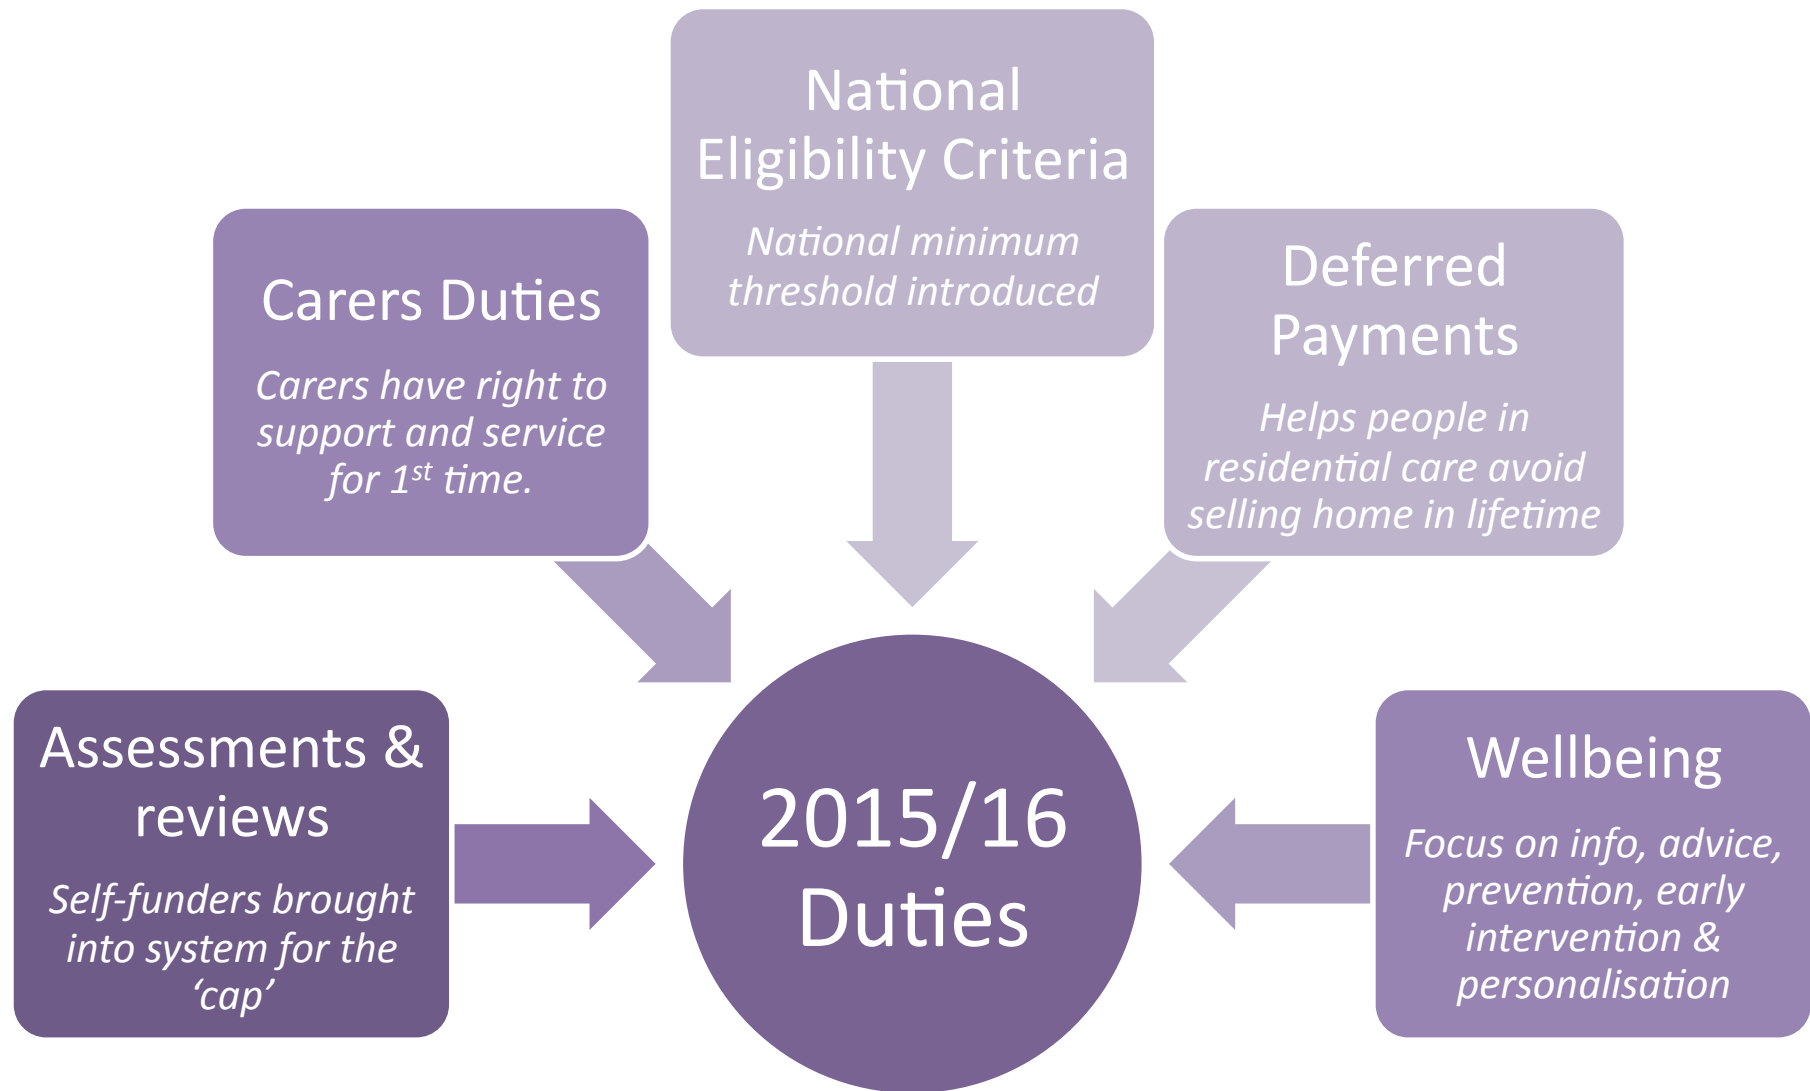 National
Eligibility Criteria
National minimum
threshold introduced
Carers Duties
Carers have right to
support and service
for 1st time.
Deferred
Payments
Helps people in
residential care avoid
selling home in lifetime
Assessments &
reviews
Self-funders brought
into system for the
‘cap’
2015/16
Duties
Wellbeing
Focus on info, advice,
prevention, early
intervention &
personalisation